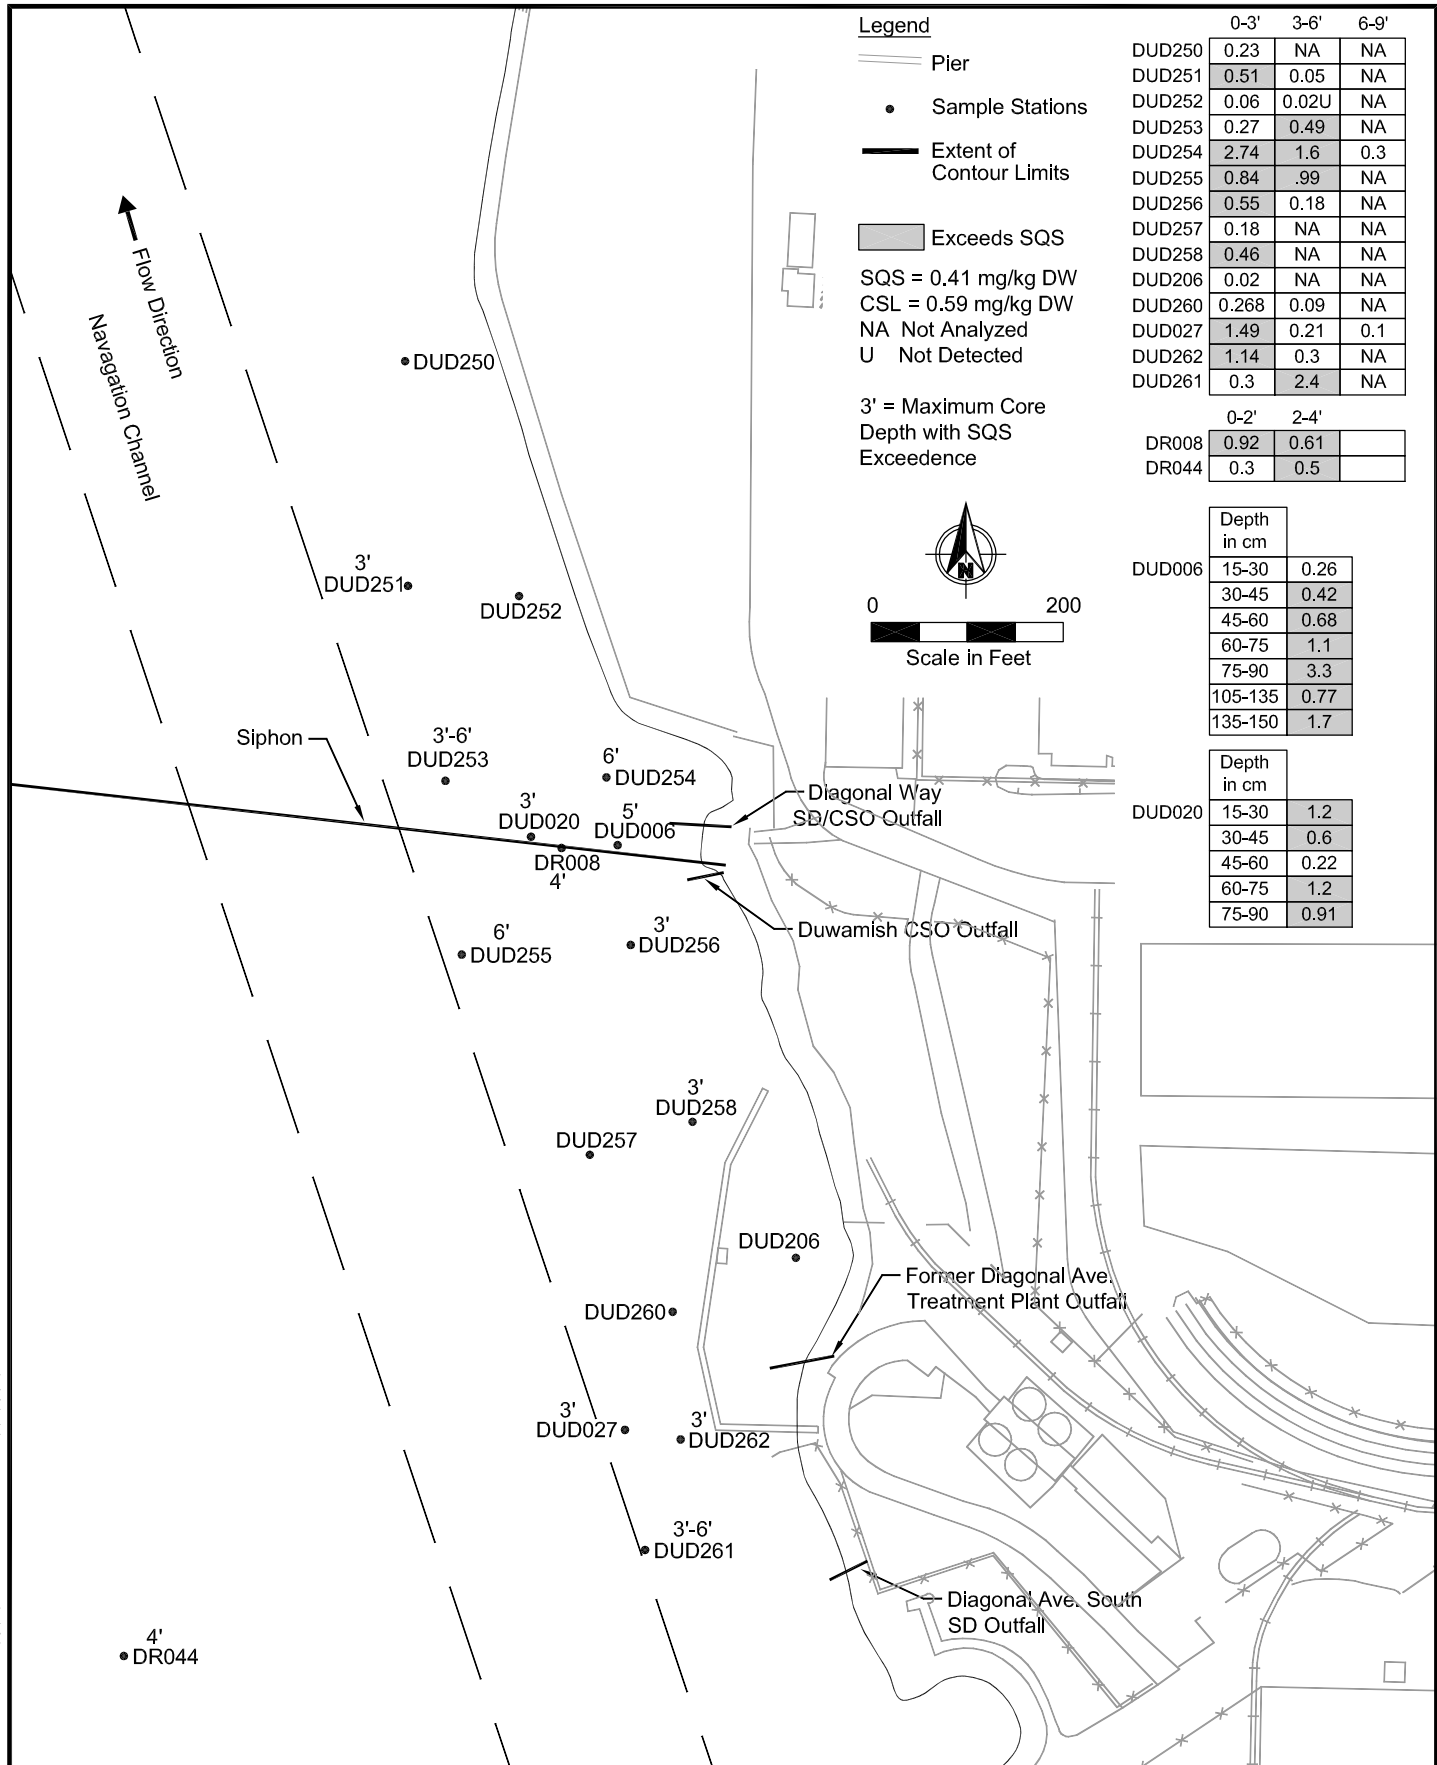 Legend
Pier
Sample Stations
Extent of
Contour Limits
Exceeds SQS
SQS = 0.41 mg/kg DW
CSL = 0.59 mg/kg DW
NA Not Analyzed
U Not Detected
3' = Maximum Core
Depth with SQS
Exceedence
N
0 200
Scale in Feet
0-3' 3-6' 6-9'
DUD250 0.23 NA NA
DUD251 0.51 0.05 NA
DUD252 0.06 0.02U NA
DUD253 0.27 0.49 NA
DUD254 2.74 1.6 0.3
DUD255 0.84 .99 NA
DUD256 0.55 0.18 NA
DUD257 0.18 NA NA
DUD258 0.46 NA NA
DUD206 0.02 NA NA
DUD260 0.268 0.09 NA
DUD027 1.49 0.21 0.1
DUD262 1.14 0.3 NA
DUD261 0.3 2.4 NA
0-2' 2-4'
DR008 0.92 0.61
DR044 0.3 0.5
Depth
in cm
DUD006 15-30 0.26
30-45 0.42
45-60 0.68
60-75 1.1
75-90 3.3
105-135 0.77
135-150 1.7
Depth
in cm
DUD020 15-30 1.2
30-45 0.6
45-60 0.22
60-75 1.2
75-90 0.91
Flow Direction
Navagation Channel
DUD250
3'
DUD251
DUD252
Siphon
3'-6'
DUD253
6'
DUD254
3'
DUD020
5'
DUD006
DR008
4'
Diagonal Way
SD/CSO Outfall
Duwamish CSO Outfall
6'
DUD255
3'
DUD256
3'
DUD258
DUD257
DUD206
DUD260
Former Diagonal Ave.
Treatment Plant Outfall
3'
DUD027
3'
DUD262
3'-6'
DUD261
Diagonal Ave. South
SD Outfall
4'
DR044